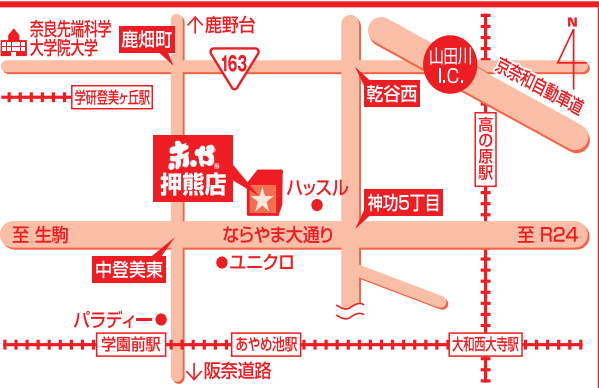 奈良先端科学
大学院大学
鹿畑町
↑鹿野台
163
山田川
I.C.
N
京奈和自動車道
乾谷西
学研登美ヶ丘駅
高の原駅
赤のや
押熊店
ハッスル
神功5丁目
至 生駒
ならやま大通り
至 R24
中登美東
ユニクロ
パラディー
学園前駅
あやめ池駅
大和西大寺駅
↓阪奈道路